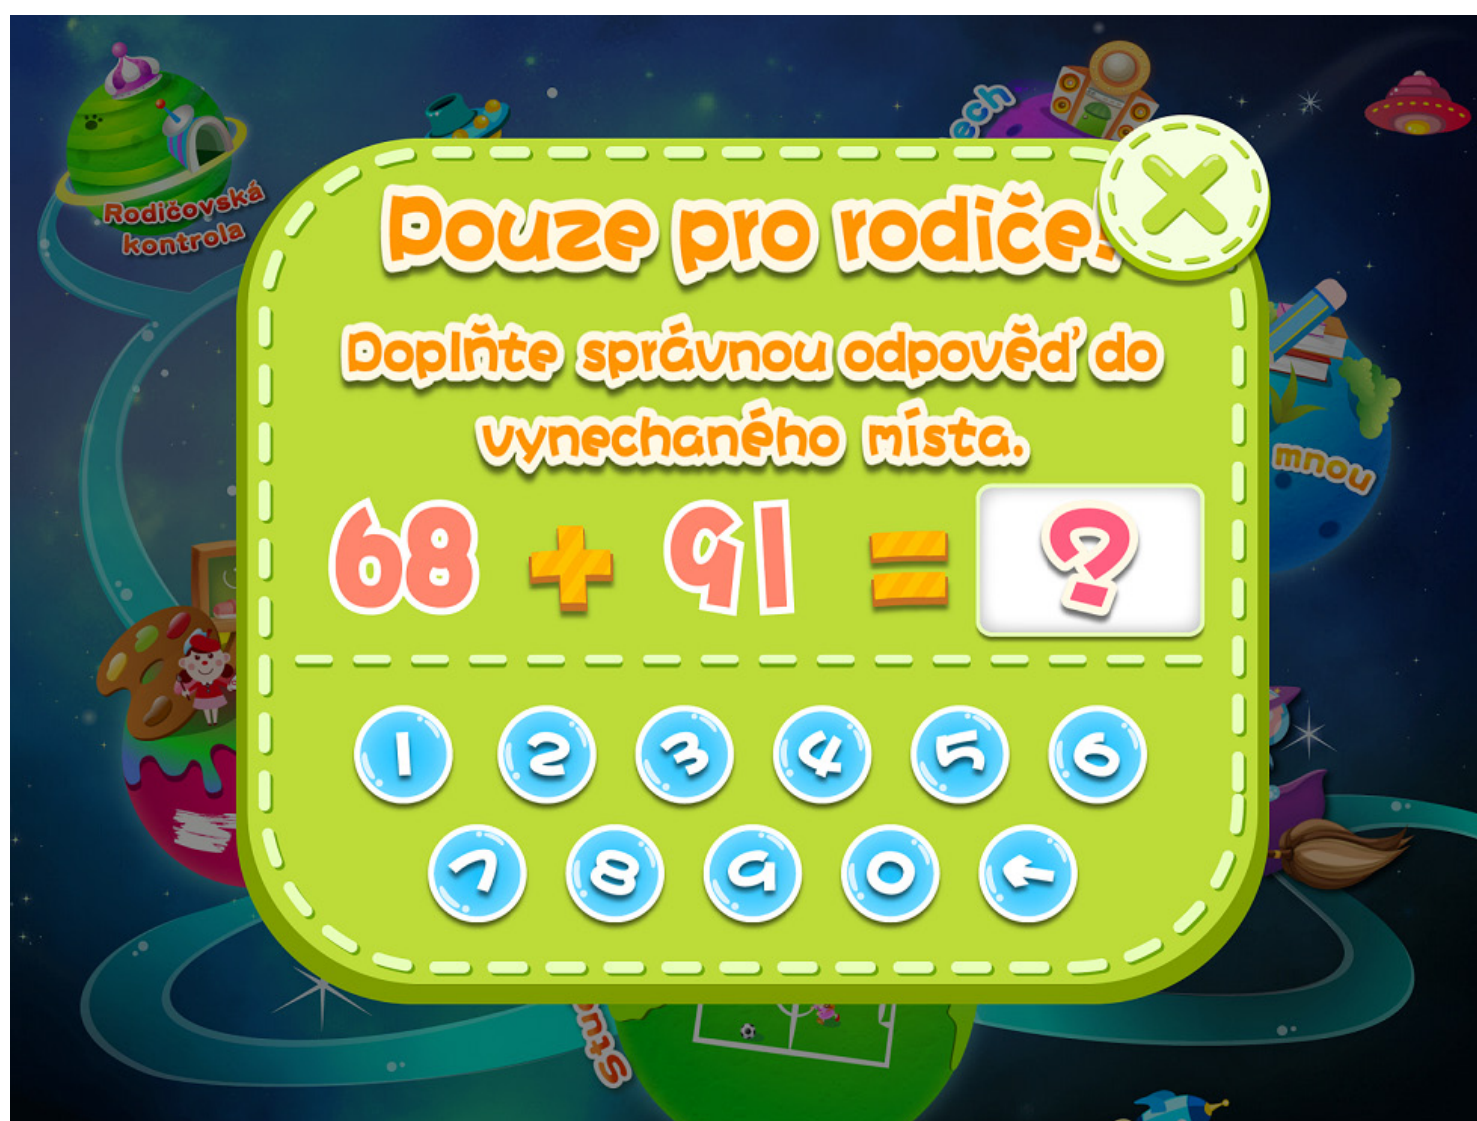 Rodičovská
kontrola
Pouze pro rodiče!
Doplňte správnou odpověď do
vynechaného místa.
68 + 91 = ?
1 2 3 4 5 6
7 8 9 0
mnou